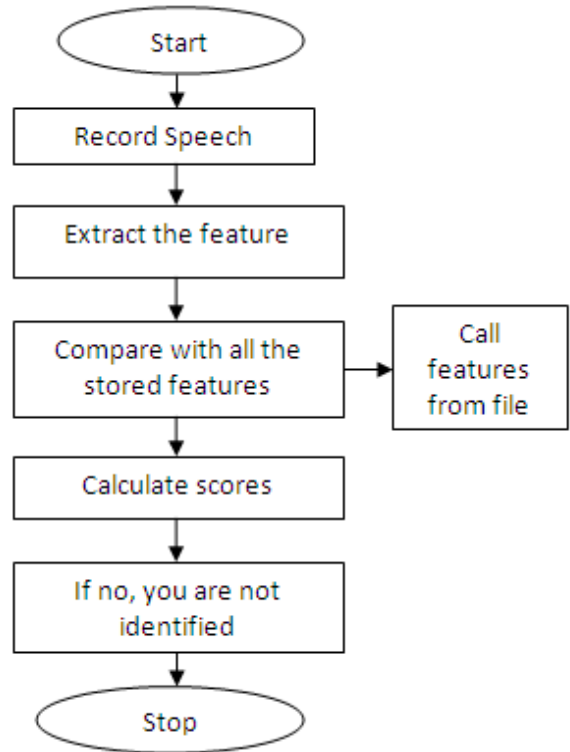 Start
Record Speech
Extract the feature
Compare with all the
stored features
Call
features
from file
Calculate scores
If no, you are not
identified
Stop